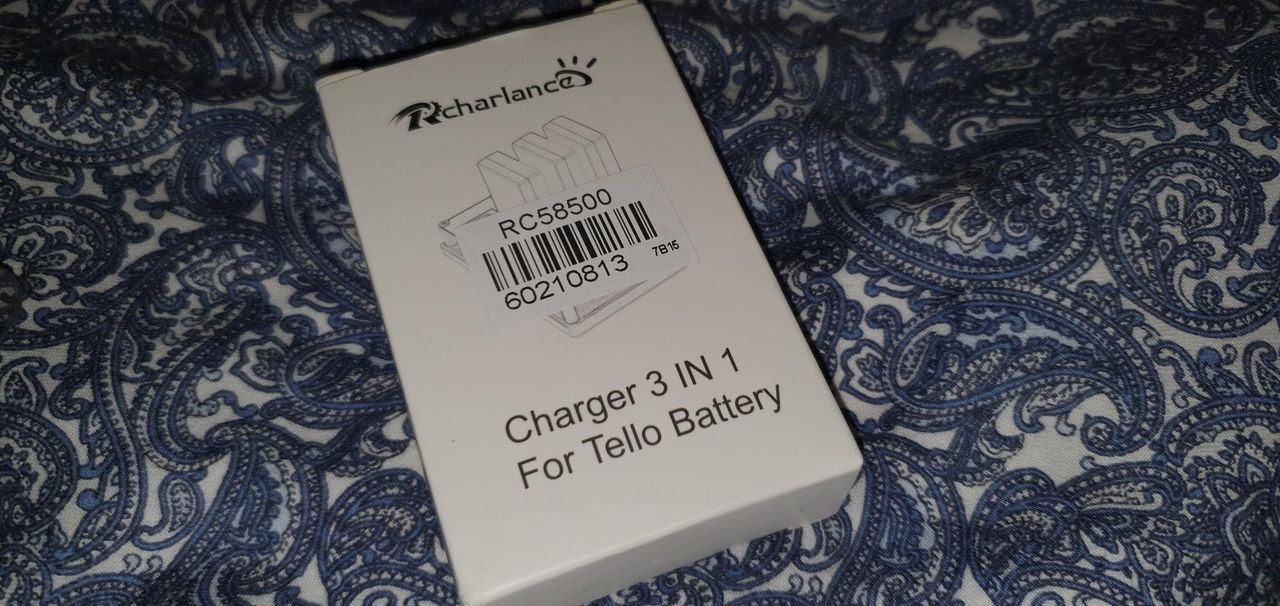 Rcharlance
RC58500
7B15
60210813
Charger 3 IN 1
For Tello Battery